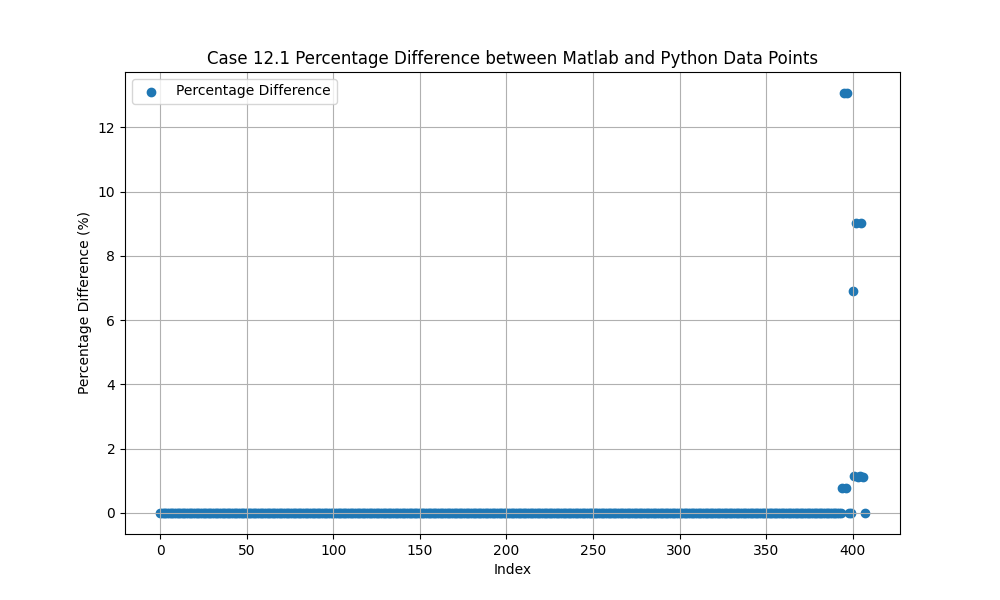 Case 12.1 Percentage Difference between Matlab and Python Data Points
Percentage Difference
Percentage Difference (%)
12
10
8
6
4
2
0
0 50 100 150 200 250 300 350 400
Index